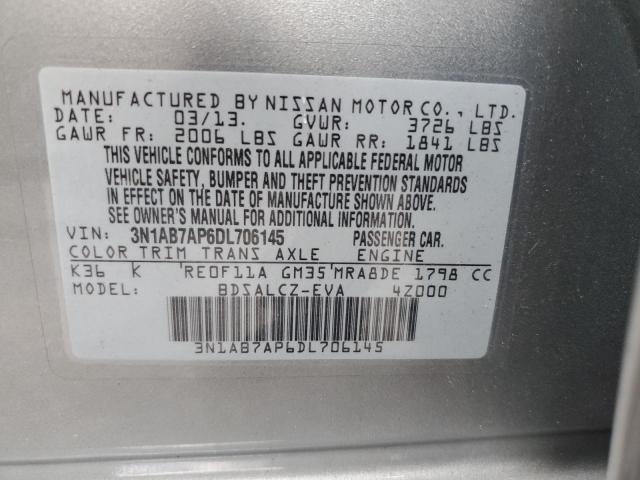 MANUFACTURED BY NISSAN MOTOR CO., LTD.
DATE: 03/13. GVWR: 3726 LBS
GAWR FR: 2006 LBS GAWR RR: 1841 LBS
THIS VEHICLE CONFORMS TO ALL APPLICABLE FEDERAL MOTOR
VEHICLE SAFETY, BUMPER AND THEFT PREVENTION STANDARDS
IN EFFECT ON THE DATE OF MANUFACTURE SHOWN ABOVE.
SEE OWNER'S MANUAL FOR ADDITIONAL INFORMATION.
VIN: 3N1AB7AP6DL706145 PASSENGER CAR.
COLOR TRIM TRANS AXLE ENGINE
K36 K 'RE0F11A GM35'MRA8DE 1798 CC
MODEL: BDSALCZ-EVA 4Z000
3N1AB7AP6DL706145